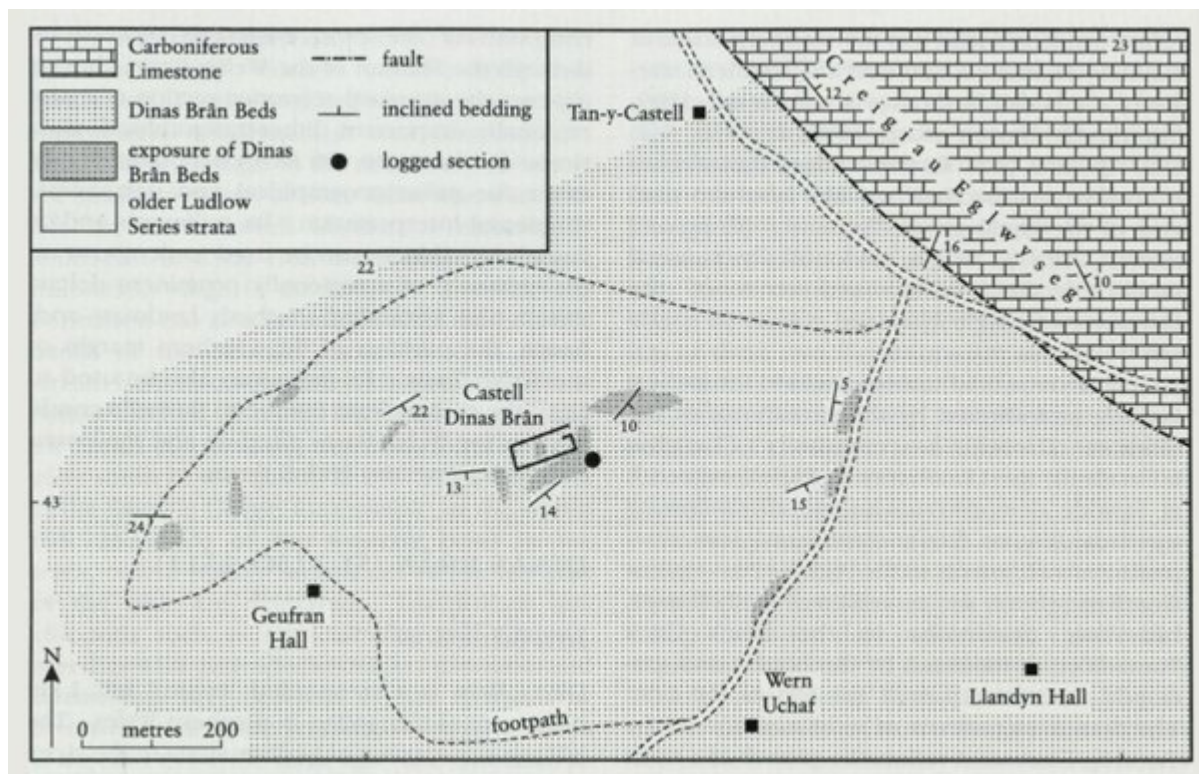 Carboniferous
Limestone
Dinas Brân Beds
exposure of Dinas
Brân Beds
older Ludlow
Series strata
fault
inclined bedding
logged section
23
Creigiau Eglwyseg
12
Tan-y-Castell
16
10
22
Castell
Dinas Brân
22
10
5
13
14
15
43
24
Geufran
Hall
N
0 metres 200
footpath
Wern
Uchaf
Llandyn Hall